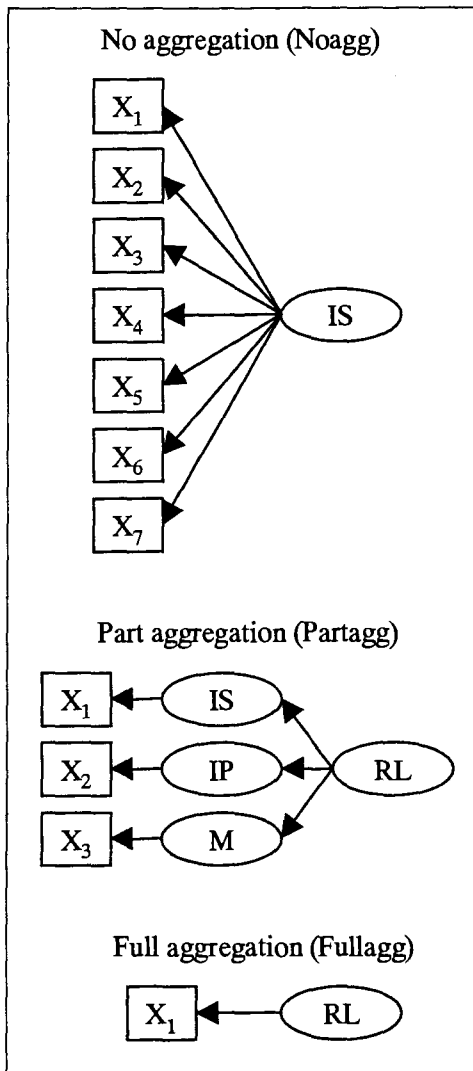 No aggregation (Noagg)
X₁
X₂
X₃
X₄
IS
X₅
X₆
X₇
Part aggregation (Partagg)
X₁ IS
X₂ IP RL
X₃ M
Full aggregation (Fullagg)
X₁ RL